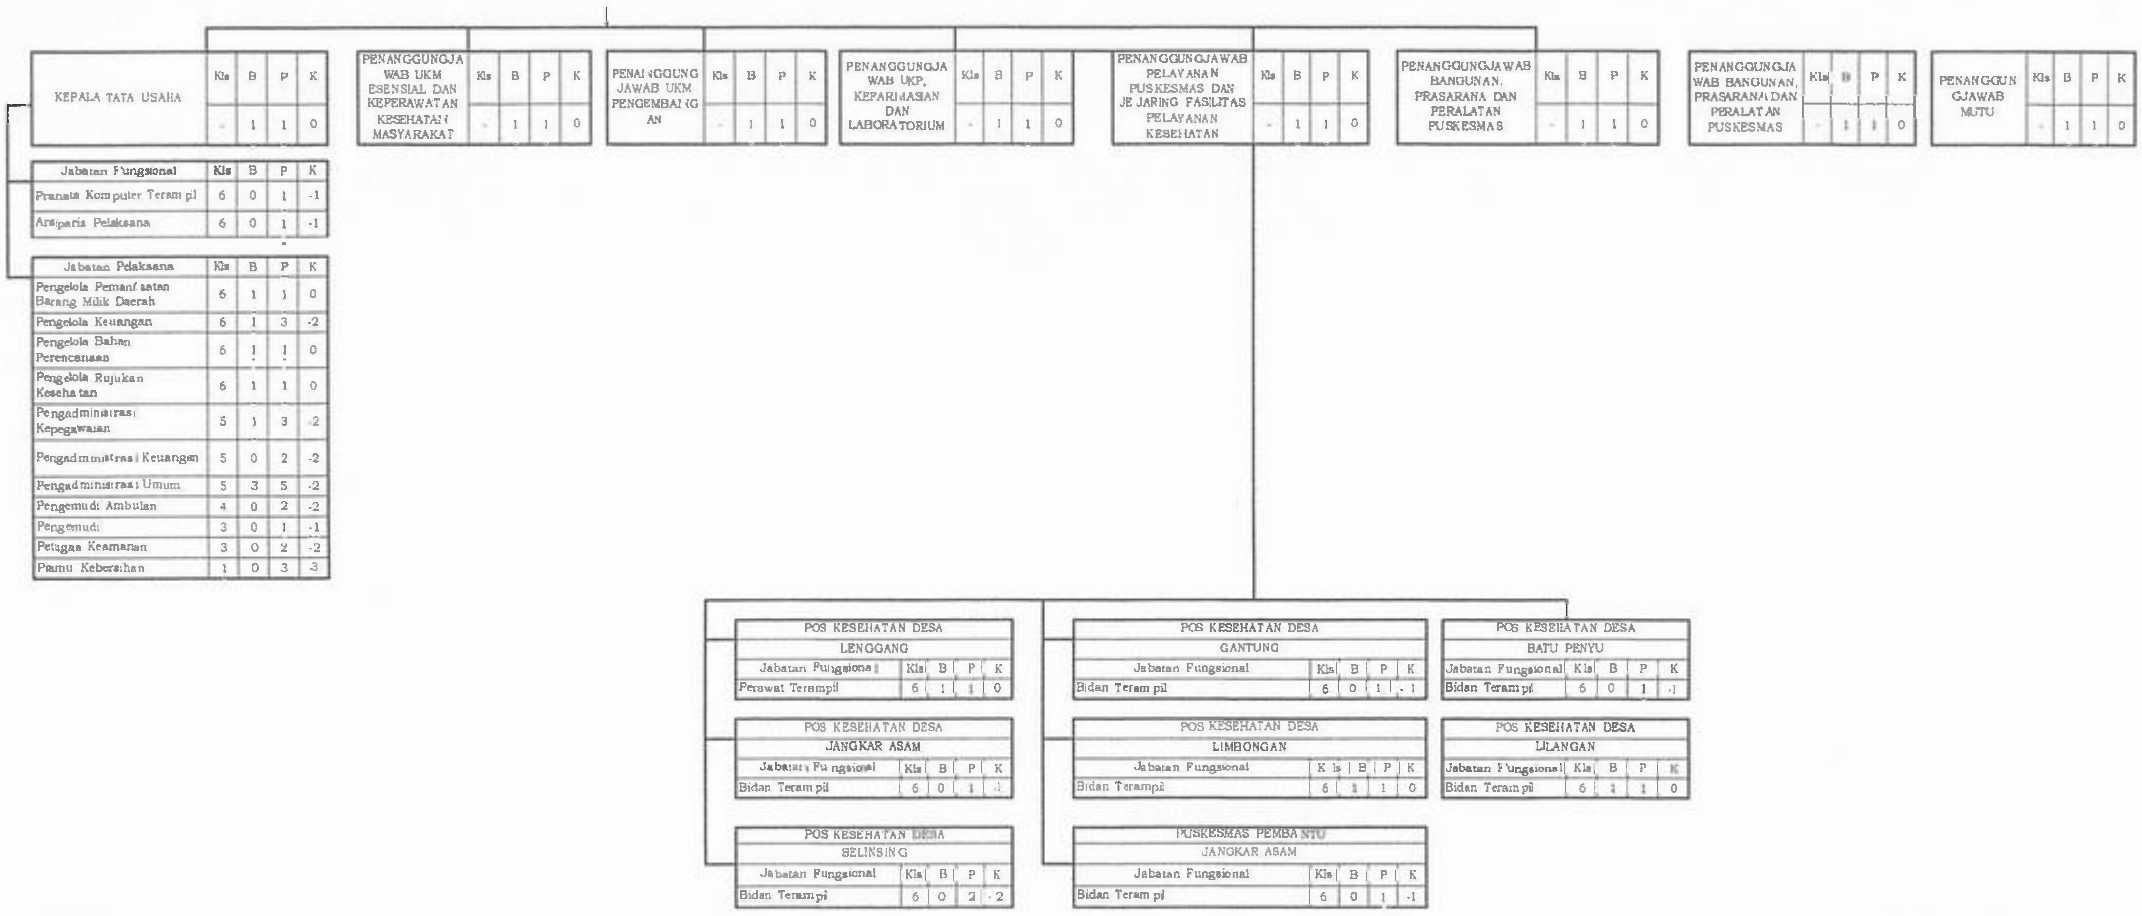 KEPALA TATA USAHA
Kls B P K
- 1 1 0
PENANGGUNGJA
WAB UKM
ESENSIAL DAN
KEPERAWATAN
KESEHATAN
MASYARAKAT
Kls B P K
- 1 1 0
PENANGGUNG
JAWAB UKM
PENGEMBANG
AN
Kls B P K
- 1 1 0
PENANGGUNGJA
WAB UKP,
KEFARMASIAN
DAN
LABORATORIUM
Kls B P K
- 1 1 0
PENANGGUNGJAWAB
PELAYANAN
PUSKESMAS DAN
JEJARING FASILITAS
PELAYANAN
KESEHATAN
Kls B P K
- 1 1 0
PENANGGUNGJAWAB
BANGUNAN,
PRASARANA DAN
PERALATAN
PUSKESMAS
Kls B P K
- 1 1 0
PENANGGUNGJA
WAB BANGUNAN,
PRASARANA DAN
PERALATAN
PUSKESMAS
Kls B P K
- 1 1 0
PENANGGUN
GJAWAB
MUTU
Kls B P K
- 1 1 0
Jabatan Fungsional Kls B P K
Pranata Komputer Terampil 6 0 1 -1
Arsiparis Pelaksana 6 0 1 -1
Jabatan Pelaksana Kls B P K
Pengelola Pemanfaatan
Barang Milik Daerah 6 1 1 0
Pengelola Keuangan 6 1 3 -2
Pengelola Bahan
Perencanaan 6 1 1 0
Pengelola Rujukan
Kesehatan 6 1 1 0
Pengadministrasi
Kepegawaian 5 1 3 -2
Pengadministrasi Keuangan 5 0 2 -2
Pengadministrasi Umum 5 3 5 -2
Pengemudi Ambulan 4 0 2 -2
Pengemudi 3 0 1 -1
Petugas Keamanan 3 0 2 -2
Pramu Kebersihan 1 0 3 -3
POS KESEHATAN DESA
LENGGANG
Jabatan Fungsional Kls B P K
Perawat Terampil 6 1 1 0
POS KESEHATAN DESA
GANTUNG
Jabatan Fungsional Kls B P K
Bidan Terampil 6 0 1 -1
POS KESEHATAN DESA
BATU PENYU
Jabatan Fungsional Kls B P K
Bidan Terampil 6 0 1 -1
POS KESEHATAN DESA
JANGKAR ASAM
Jabatan Fungsional Kls B P K
Bidan Terampil 6 0 1 -1
POS KESEHATAN DESA
LIMBONGAN
Jabatan Fungsional Kls B P K
Bidan Terampil 6 1 1 0
POS KESEHATAN DESA
LILANGAN
Jabatan Fungsional Kls B P K
Bidan Terampil 6 1 1 0
POS KESEHATAN DESA
SELINSING
Jabatan Fungsional Kls B P K
Bidan Terampil 6 0 2 -2
PUSKESMAS PEMBANTU
JANGKAR ASAM
Jabatan Fungsional Kls B P K
Bidan Terampil 6 0 1 -1